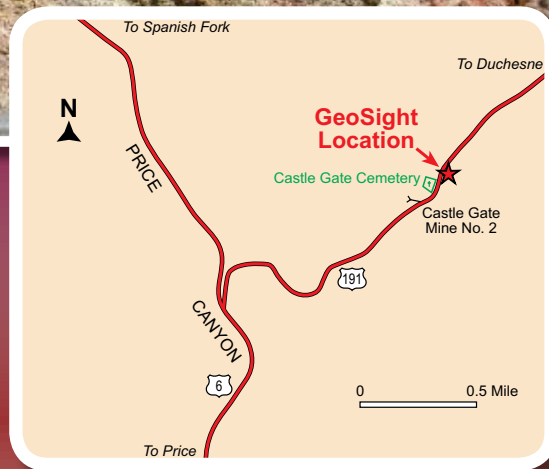 To Spanish Fork
To Duchesne
N
GeoSight
Location
PRICE
Castle Gate Cemetery
Castle Gate
Mine No. 2
191
CANYON
6
0 0.5 Mile
To Price